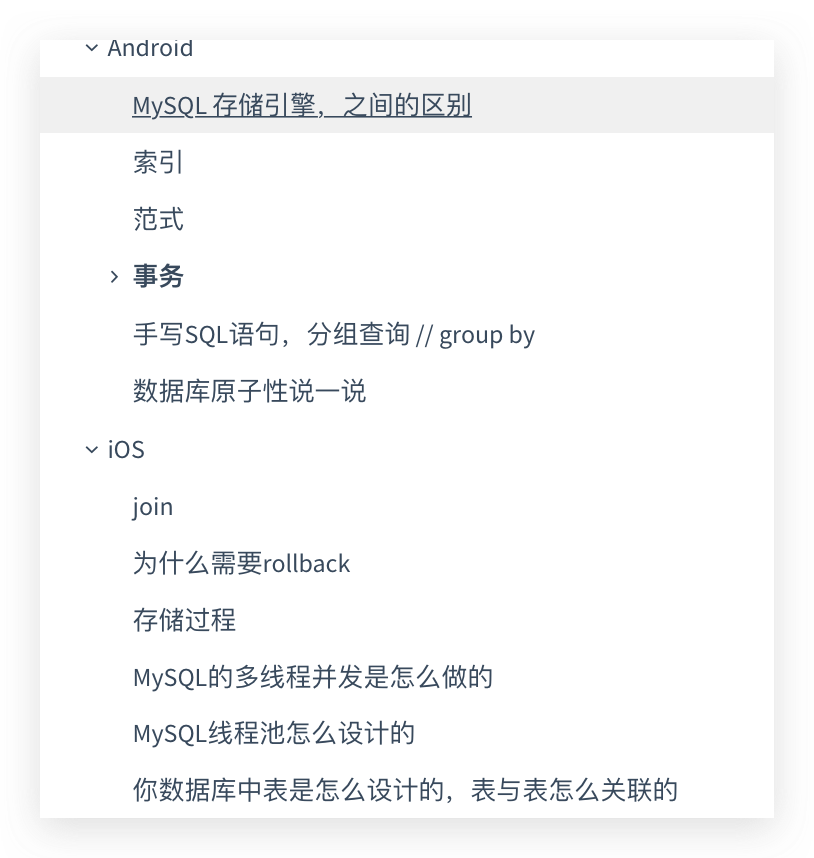 Android
MySQL 存储引擎，之间的区别
索引
范式
事务
手写SQL语句，分组查询 // group by
数据库原子性说一说
iOS
join
为什么需要rollback
存储过程
MySQL的多线程并发是怎么做的
MySQL线程池怎么设计的
你数据库中表是怎么设计的，表与表怎么关联的